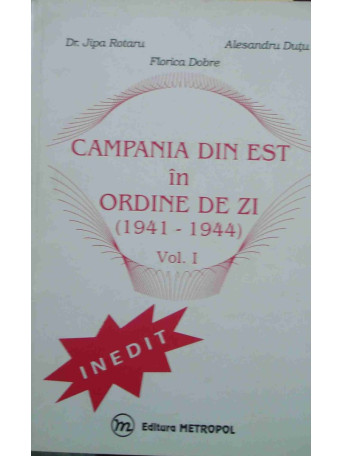 Dr. Jipa Rotaru Alesandru Duțu
Florica Dobre
CAMPANIA DIN EST
în
ORDINE DE ZI
(1941 - 1944)
Vol. I
INEDIT
m Editura METROPOL